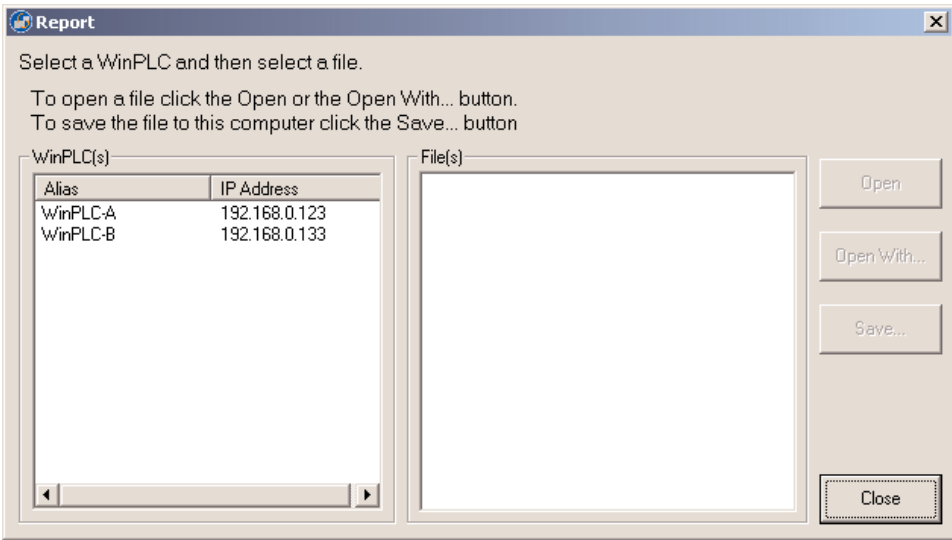 Report
Select a WinPLC and then select a file.
To open a file click the Open or the Open With... button.
To save the file to this computer click the Save... button
WinPLC(s)
Alias IP Address
WinPLC-A 192.168.0.123
WinPLC-B 192.168.0.133
File(s)
Open
Open With...
Save...
Close